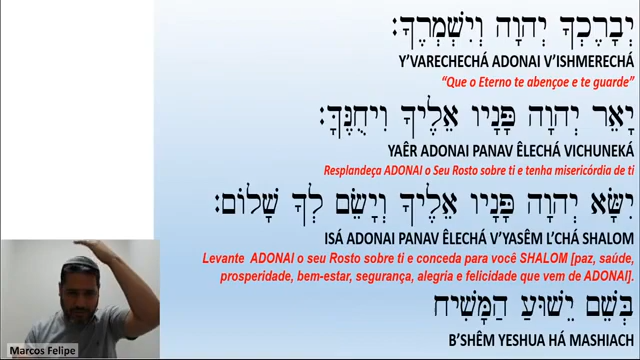 יְבָרֶכְךָ יְהוָה וְיִשְׁמְרֶךָ׃
Y’VARECHECHÁ ADONAI V’ISHMERECHÁ
“Que o Eterno te abençoe e te guarde”
יָאֵר יְהוָה פָּנָיו אֵלֶיךָ וִיחֻנֶּךָּ׃
YAÊR ADONAI PANAV ÊLECHÁ VICHUNEKÁ
Resplandeça ADONAI o Seu Rosto sobre ti e tenha misericórdia de ti
יִשָּׂא יְהוָה פָּנָיו אֵלֶיךָ וְיָשֵׂם לְךָ שָׁלוֹם׃
ISÁ ADONAI PANAV ÊLECHÁ V’YASÊM L’CHÁ SHALOM
Levante ADONAI o seu Rosto sobre ti e conceda para você SHALOM [paz, saúde,
prosperidade, bem-estar, segurança, alegria e felicidade que vem de ADONAI].
בְּשֵׁם יֵשׁוּעַ הַמָּשִׁיחַ
B’SHÊM YESHUA HÁ MASHIACH
Marcos Felipe